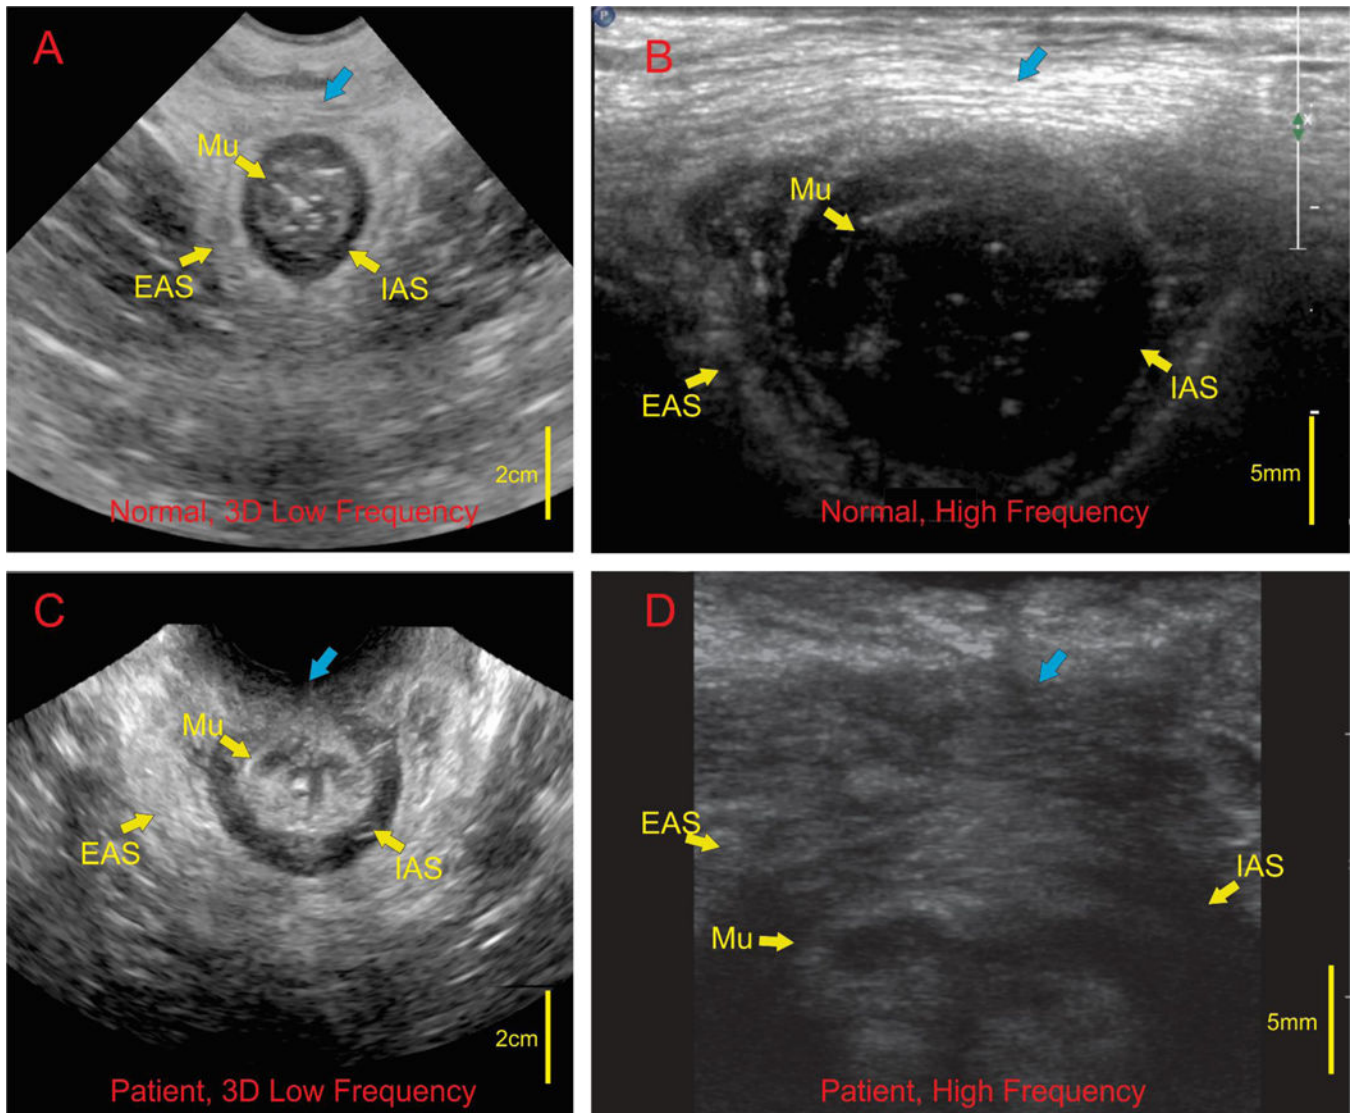 A
Mu
EAS
IAS
2cm
Normal, 3D Low Frequency
P
B
x
Mu
EAS
IAS
5mm
Normal, High Frequency
C
Mu
EAS
IAS
2cm
Patient, 3D Low Frequency
D
EAS
IAS
Mu
5mm
Patient, High Frequency